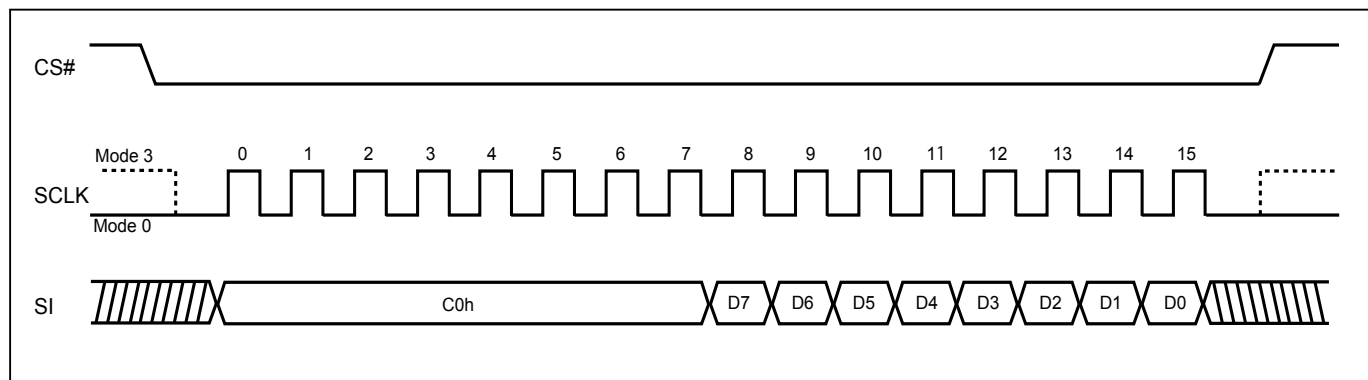 CS#
Mode 3
0 1 2 3 4 5 6 7 8 9 10 11 12 13 14 15
SCLK
Mode 0
SI
C0h D7 D6 D5 D4 D3 D2 D1 D0